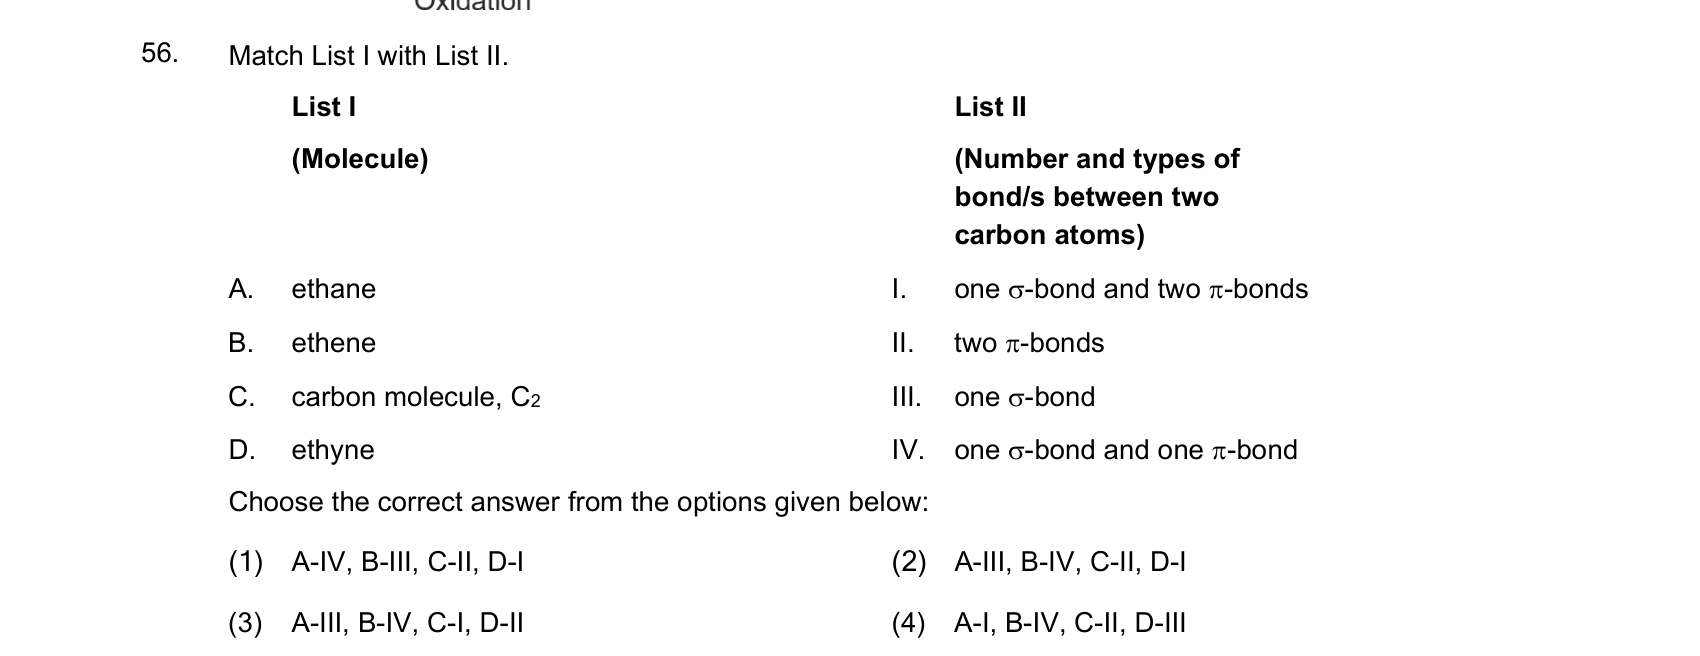 Oxidation
56. Match List I with List II.
List I List II
(Molecule) (Number and types of
bond/s between two
carbon atoms)
A. ethane I. one σ-bond and two π-bonds
B. ethene II. two π-bonds
C. carbon molecule, C₂ III. one σ-bond
D. ethyne IV. one σ-bond and one π-bond
Choose the correct answer from the options given below:
(1) A-IV, B-III, C-II, D-I (2) A-III, B-IV, C-II, D-I
(3) A-III, B-IV, C-I, D-II (4) A-I, B-IV, C-II, D-III